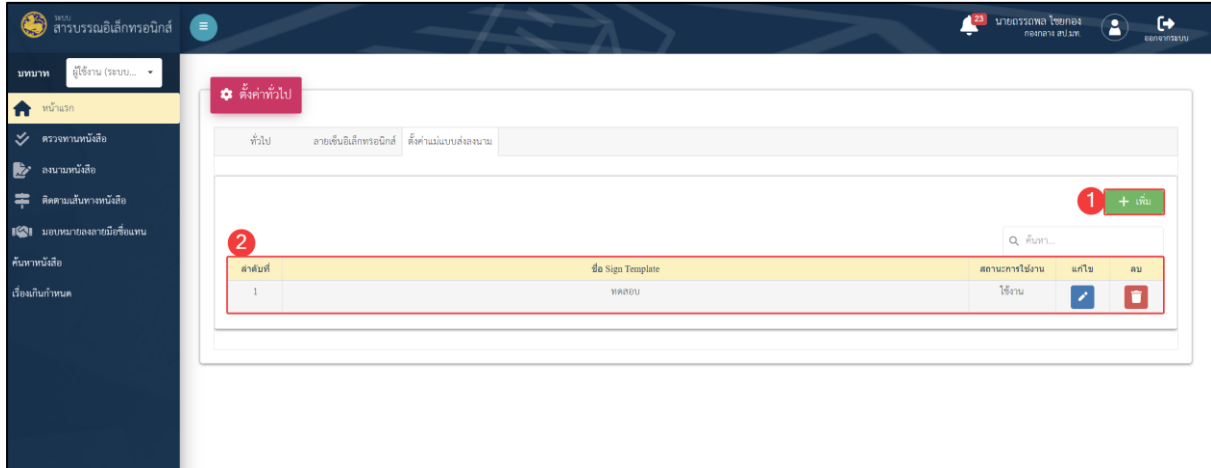 ระบบ
สารบรรณอิเล็กทรอนิกส์
23
นายถรรถพล ไชยทอง
กองกลาง สป.มท.
ออกจากระบบ
บทบาท
ผู้ใช้งาน (ระบบ...
หน้าแรก
ตรวจทานหนังสือ
ลงนามหนังสือ
ติดตามเส้นทางหนังสือ
มอบหมายลงลายมือชื่อแทน
ค้นหาหนังสือ
เรื่องเกินกำหนด
ตั้งค่าทั่วไป
ทั่วไป ลายเซ็นอิเล็กทรอนิกส์ ตั้งค่าแม่แบบส่งลงนาม
1 + เพิ่ม
ค้นหา...
2
ลำดับที่ ชื่อ Sign Template สถานะการใช้งาน แก้ไข ลบ
1 ทดสอบ ใช้งาน